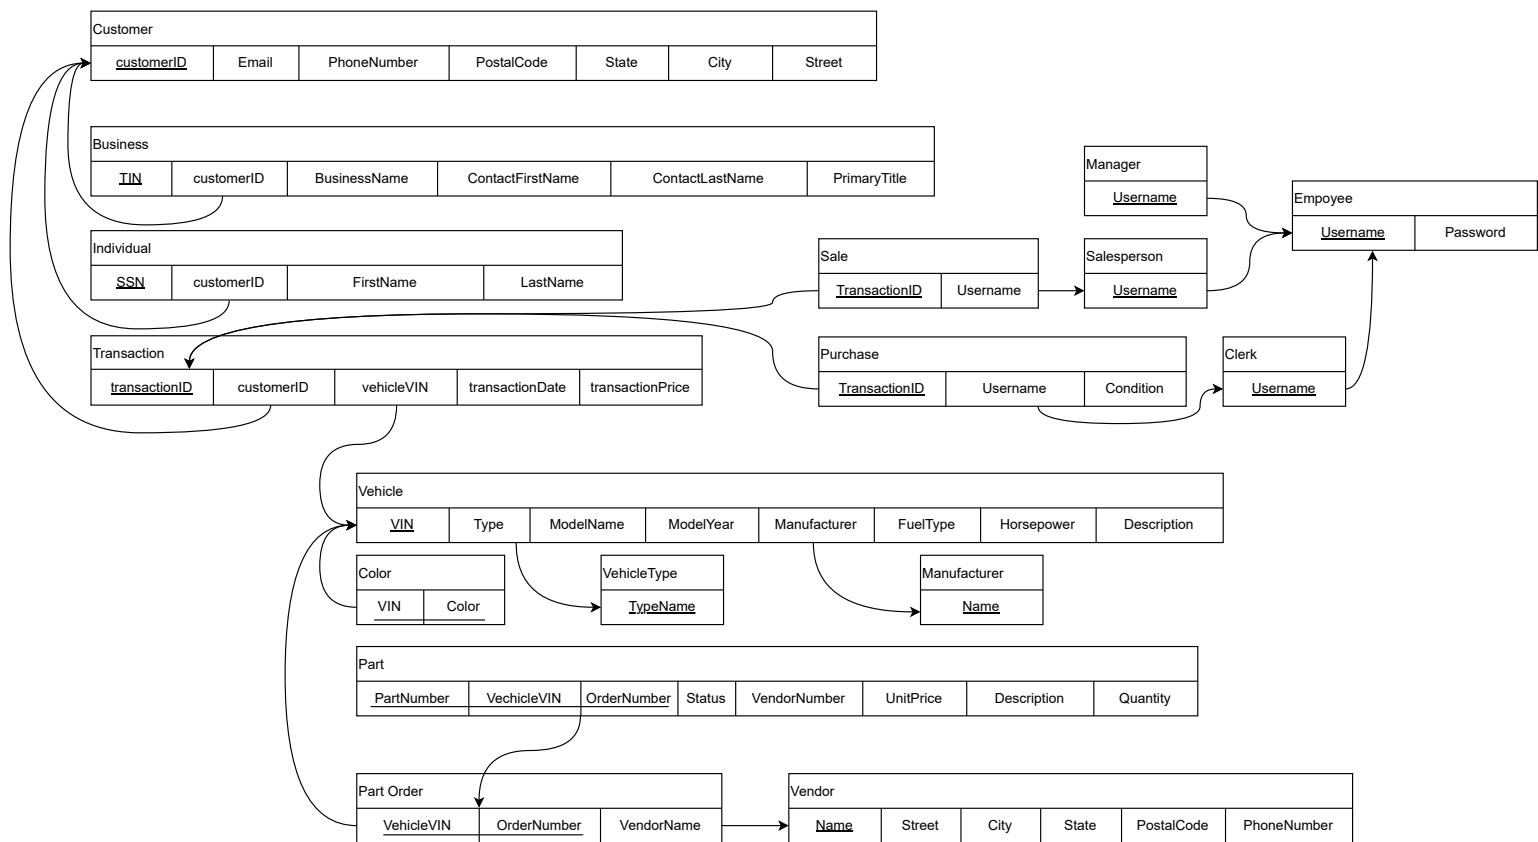 Customer
customerID Email PhoneNumber PostalCode State City Street
Business
TIN customerID BusinessName ContactFirstName ContactLastName PrimaryTitle
Manager
Username
Empoyee
Username Password
Individual
SSN customerID FirstName LastName
Sale
TransactionID Username
Salesperson
Username
Transaction
transactionID customerID vehicleVIN transactionDate transactionPrice
Purchase
TransactionID Username Condition
Clerk
Username
Vehicle
VIN Type ModelName ModelYear Manufacturer FuelType Horsepower Description
Color
VIN Color
VehicleType
TypeName
Manufacturer
Name
Part
PartNumber VechicleVIN OrderNumber Status VendorNumber UnitPrice Description Quantity
Part Order
VehicleVIN OrderNumber VendorName
Vendor
Name Street City State PostalCode PhoneNumber